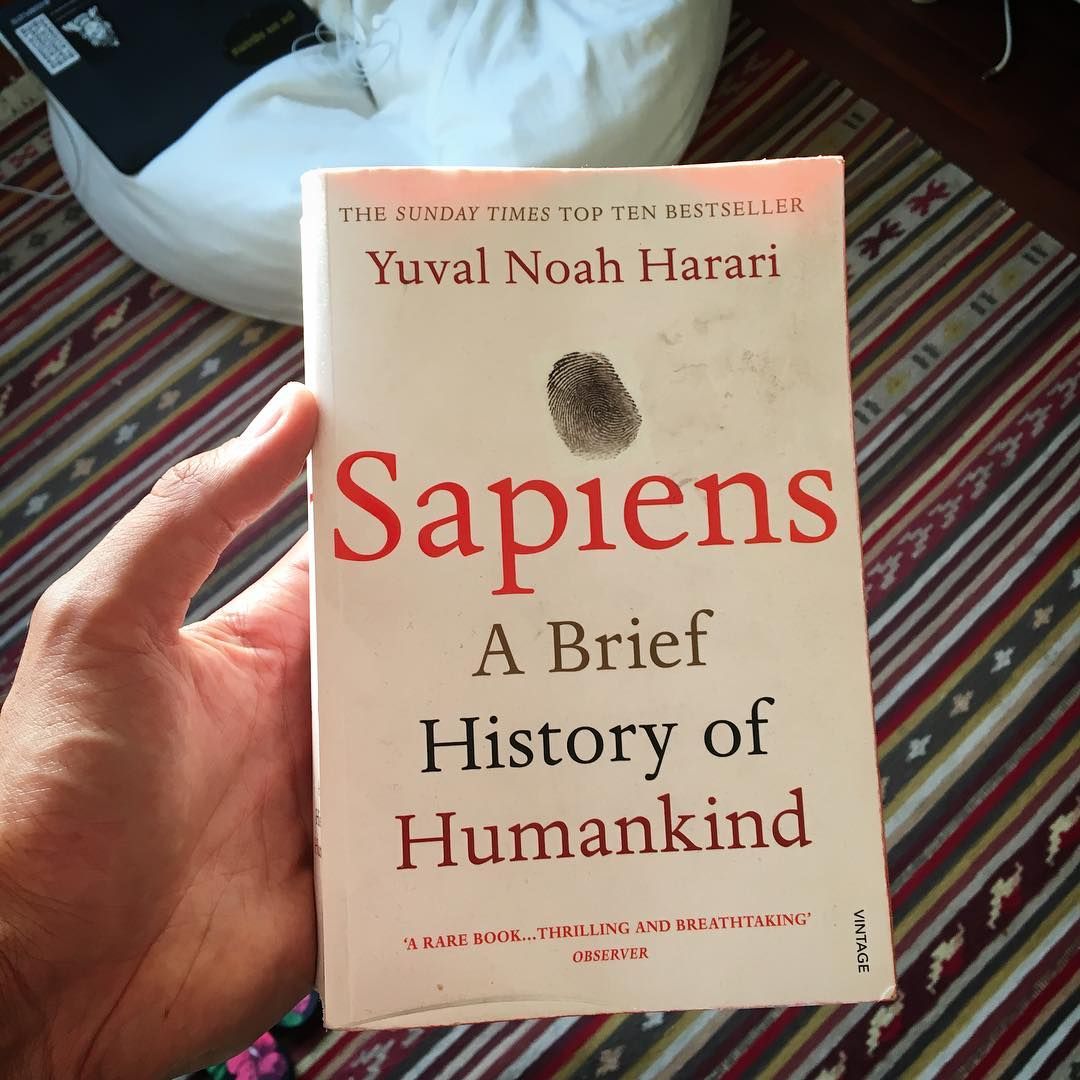 THE SUNDAY TIMES TOP TEN BESTSELLER
Yuval Noah Harari
Sapiens
A Brief
History of
Humankind
‘A RARE BOOK...THRILLING AND BREATHTAKING’
OBSERVER
VINTAGE